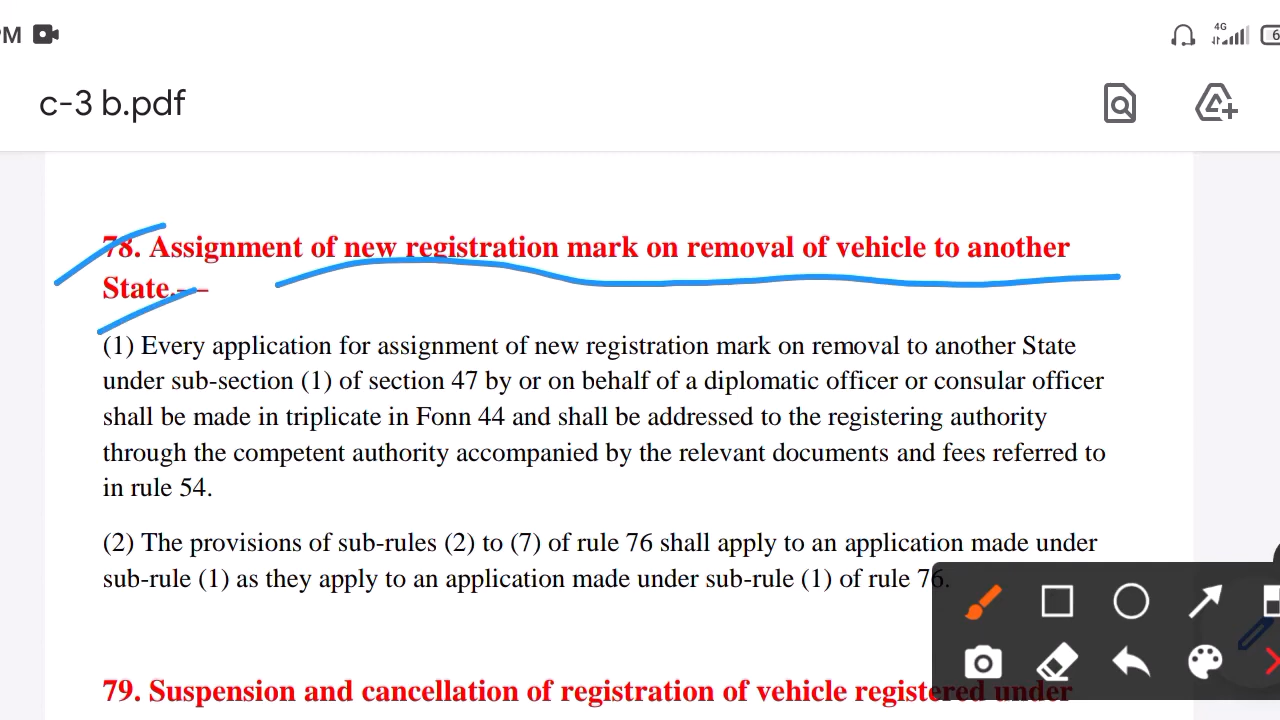 PM
4G
6
c-3 b.pdf
78. Assignment of new registration mark on removal of vehicle to another
State.—
(1) Every application for assignment of new registration mark on removal to another State
under sub-section (1) of section 47 by or on behalf of a diplomatic officer or consular officer
shall be made in triplicate in Fonn 44 and shall be addressed to the registering authority
through the competent authority accompanied by the relevant documents and fees referred to
in rule 54.
(2) The provisions of sub-rules (2) to (7) of rule 76 shall apply to an application made under
sub-rule (1) as they apply to an application made under sub-rule (1) of rule 76.
79. Suspension and cancellation of registration of vehicle registered under